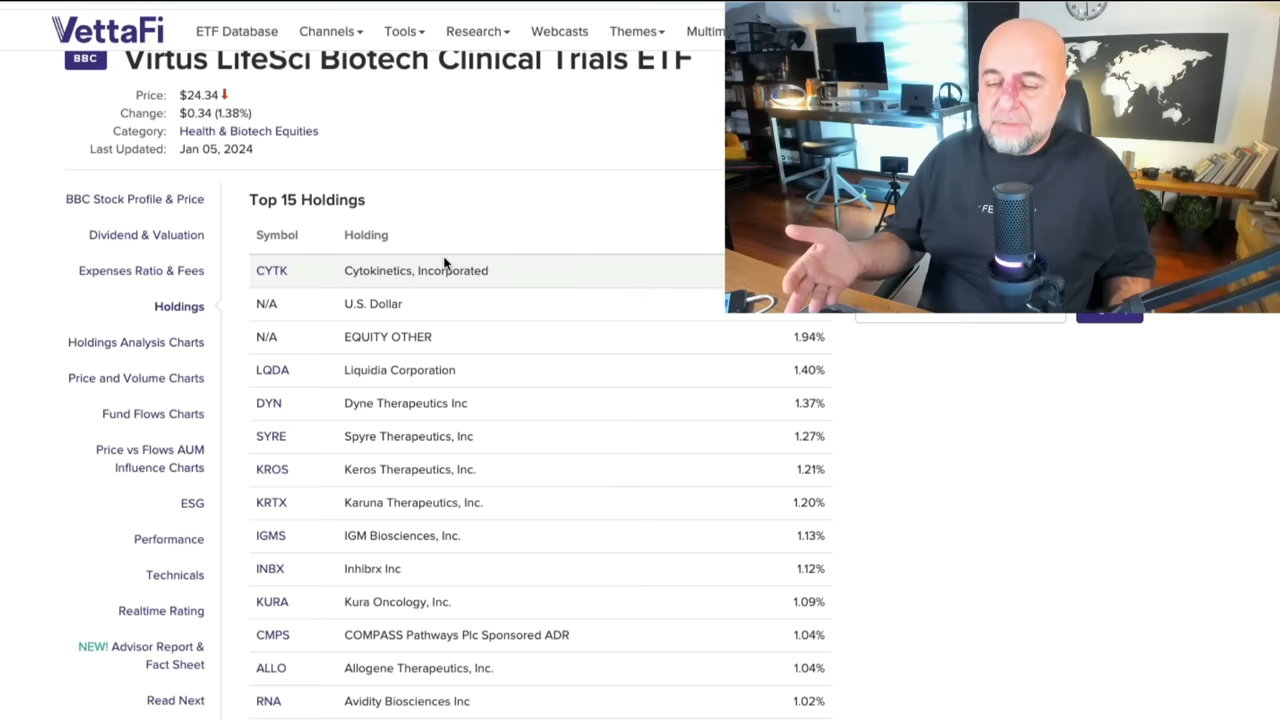 VettaFi
ETF Database Channels Tools Research Webcasts Themes
BBC Virtus LifeSci Biotech Clinical Trials ETF
Price: $24.34
Change: $0.34 (1.38%)
Category: Health & Biotech Equities
Last Updated: Jan 05, 2024
BBC Stock Profile & Price
Dividend & Valuation
Expenses Ratio & Fees
Holdings
Holdings Analysis Charts
Price and Volume Charts
Fund Flows Charts
Price vs Flows AUM
Influence Charts
ESG
Performance
Technicals
Realtime Rating
NEW! Advisor Report &
Fact Sheet
Read Next
Top 15 Holdings
Symbol Holding
CYTK Cytokinetics, Incorporated
N/A U.S. Dollar
N/A EQUITY OTHER 1.94%
LQDA Liquidia Corporation 1.40%
DYN Dyne Therapeutics Inc 1.37%
SYRE Spyre Therapeutics, Inc 1.27%
KROS Keros Therapeutics, Inc. 1.21%
KRTX Karuna Therapeutics, Inc. 1.20%
IGMS IGM Biosciences, Inc. 1.13%
INBX Inhibrx Inc 1.12%
KURA Kura Oncology, Inc. 1.09%
CMPS COMPASS Pathways Plc Sponsored ADR 1.04%
ALLO Allogene Therapeutics, Inc. 1.04%
RNA Avidity Biosciences Inc 1.02%